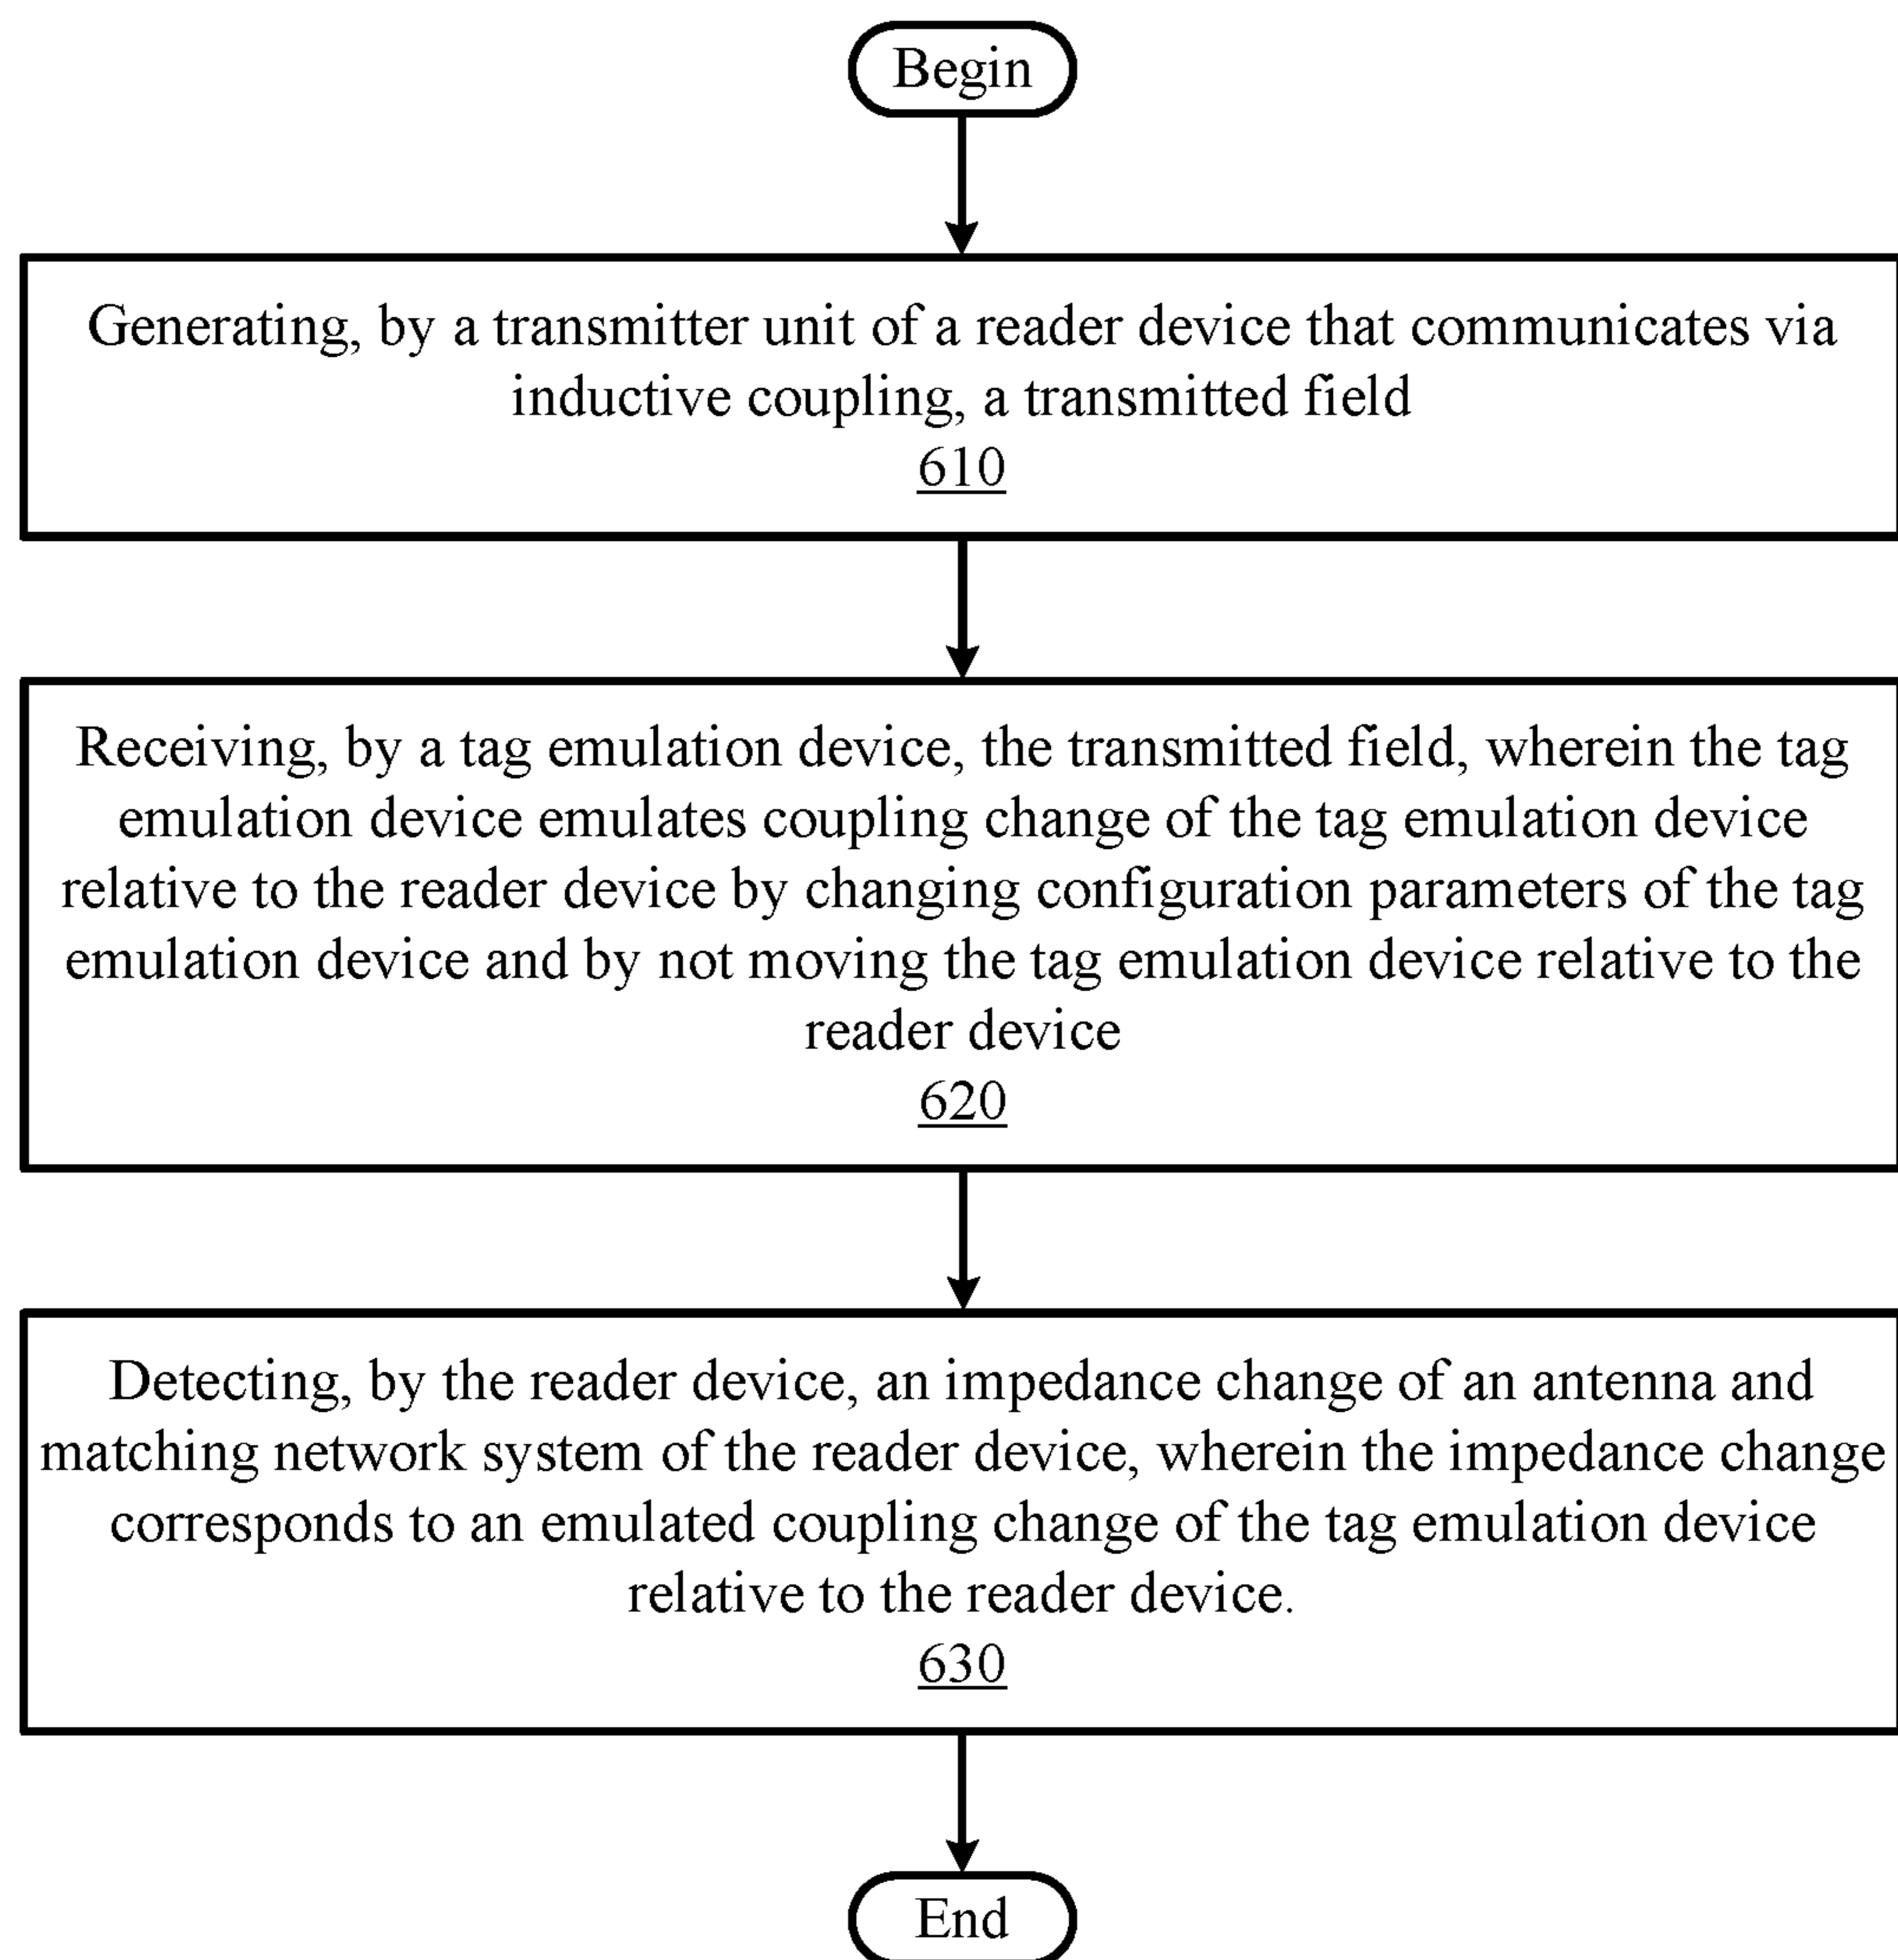 Begin
Generating, by a transmitter unit of a reader device that communicates via
inductive coupling, a transmitted field
610
Receiving, by a tag emulation device, the transmitted field, wherein the tag
emulation device emulates coupling change of the tag emulation device
relative to the reader device by changing configuration parameters of the tag
emulation device and by not moving the tag emulation device relative to the
reader device
620
Detecting, by the reader device, an impedance change of an antenna and
matching network system of the reader device, wherein the impedance change
corresponds to an emulated coupling change of the tag emulation device
relative to the reader device.
630
End